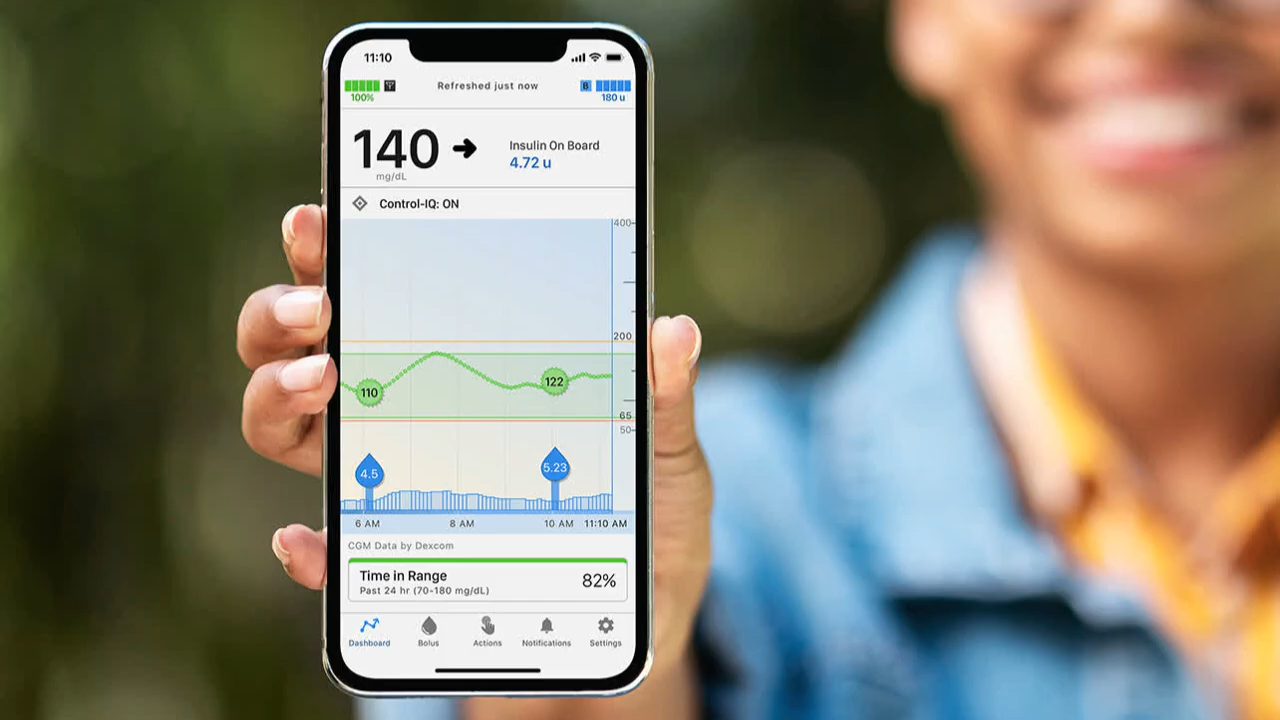 11:10
100%
Refreshed just now
B
180 u
140
mg/dL
Insulin On Board
4.72 u
Control-IQ: ON
400
200
110
122
65
50
4.5
5.23
6 AM
8 AM
10 AM
11:10 AM
CGM Data by Dexcom
Time in Range
Past 24 hr (70-180 mg/dL)
82%
Dashboard
Bolus
Actions
Notifications
Settings